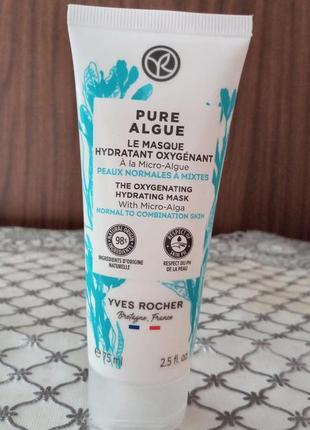 PURE
ALGUE
LE MASQUE
HYDRATANT OXYGÉNANT
À la Micro-Algue
PEAUX NORMALES À MIXTES
THE OXYGENATING
HYDRATING MASK
With Micro-Alga
NORMAL TO COMBINATION SKIN
98%
INGRÉDIENTS D'ORIGINE
NATURELLE
RESPECT DU PH
DE LA PEAU
YVES ROCHER
Bretagne, France
e 75 ml 2.5 fl. oz